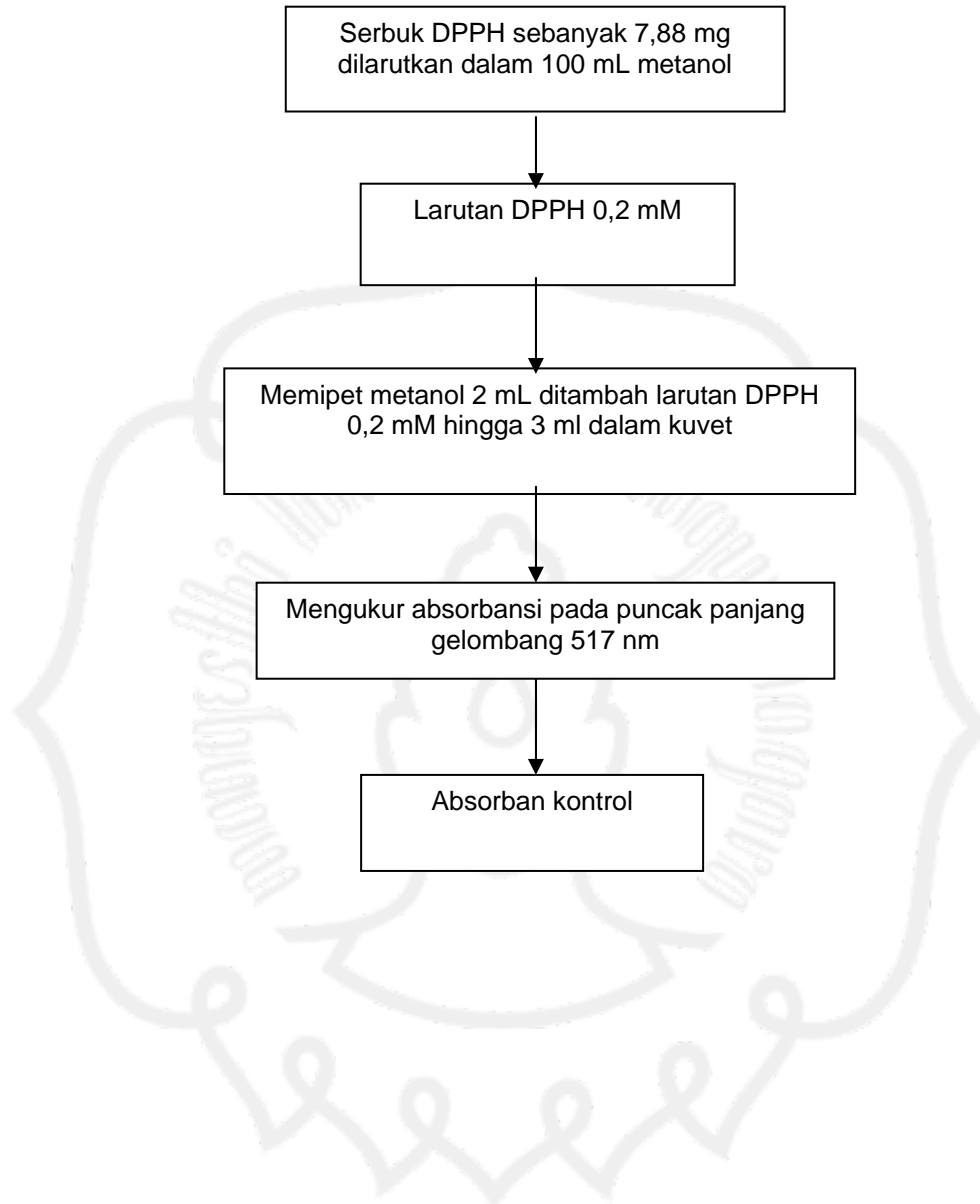 Serbuk DPPH sebanyak 7,88 mg
dilarutkan dalam 100 mL metanol
Larutan DPPH 0,2 mM
Memipet metanol 2 mL ditambah larutan DPPH
0,2 mM hingga 3 ml dalam kuvet
Mengukur absorbansi pada puncak panjang
gelombang 517 nm
Absorban kontrol